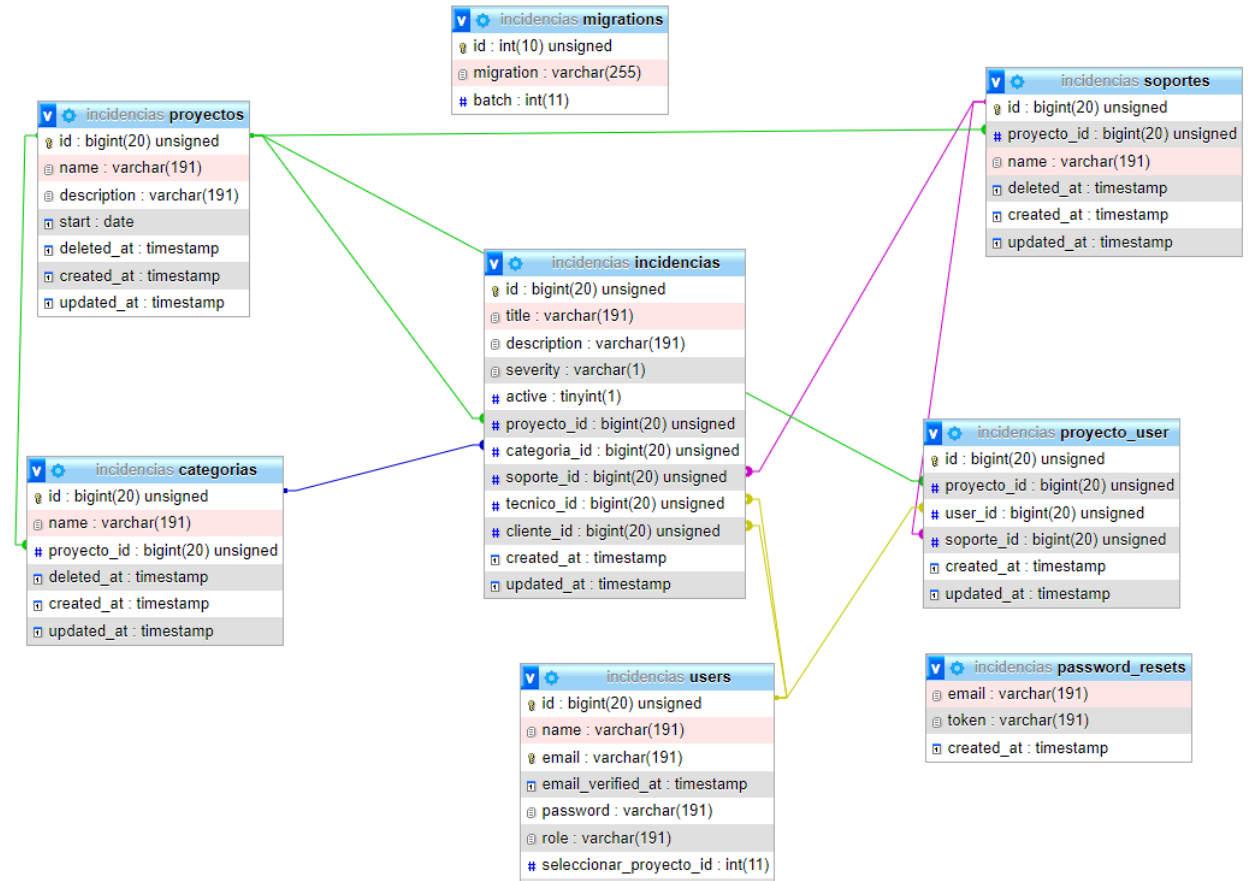 incidencias migrations
id : int(10) unsigned
migration : varchar(255)
# batch : int(11)
incidencias proyectos
id : bigint(20) unsigned
name : varchar(191)
description : varchar(191)
start : date
deleted_at : timestamp
created_at : timestamp
updated_at : timestamp
incidencias soportes
id : bigint(20) unsigned
# proyecto_id : bigint(20) unsigned
name : varchar(191)
deleted_at : timestamp
created_at : timestamp
updated_at : timestamp
incidencias incidencias
id : bigint(20) unsigned
title : varchar(191)
description : varchar(191)
severity : varchar(1)
# active : tinyint(1)
# proyecto_id : bigint(20) unsigned
# categoria_id : bigint(20) unsigned
# soporte_id : bigint(20) unsigned
# tecnico_id : bigint(20) unsigned
# cliente_id : bigint(20) unsigned
created_at : timestamp
updated_at : timestamp
incidencias categorias
id : bigint(20) unsigned
name : varchar(191)
# proyecto_id : bigint(20) unsigned
deleted_at : timestamp
created_at : timestamp
updated_at : timestamp
incidencias proyecto_user
id : bigint(20) unsigned
# proyecto_id : bigint(20) unsigned
# user_id : bigint(20) unsigned
# soporte_id : bigint(20) unsigned
created_at : timestamp
updated_at : timestamp
incidencias users
id : bigint(20) unsigned
name : varchar(191)
email : varchar(191)
email_verified_at : timestamp
password : varchar(191)
role : varchar(191)
# seleccionar_proyecto_id : int(11)
incidencias password_resets
email : varchar(191)
token : varchar(191)
created_at : timestamp